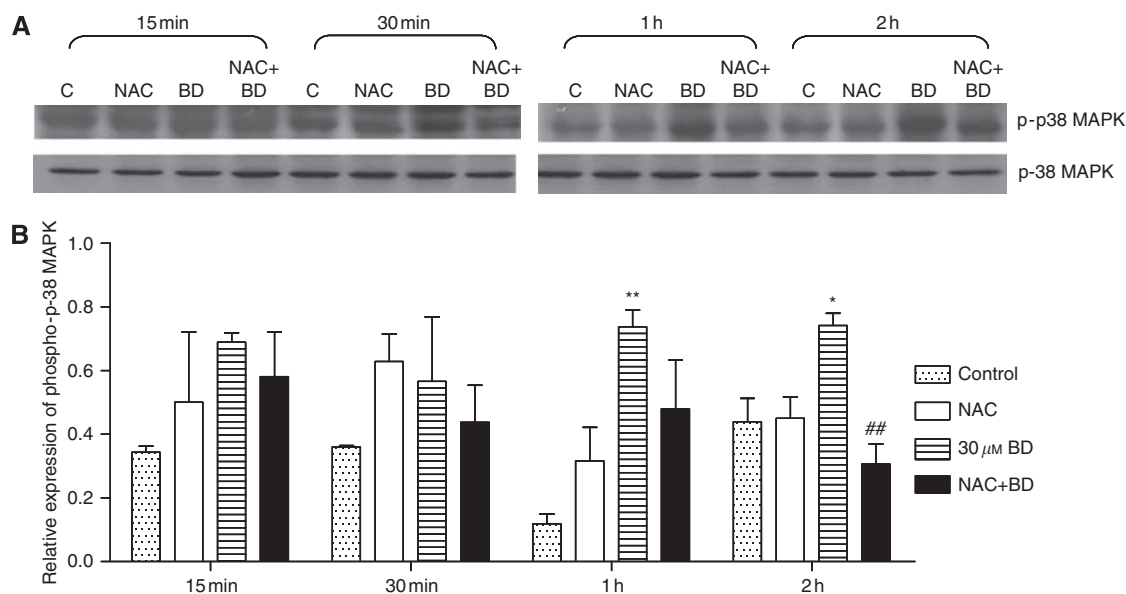 A
15 min 30 min 1 h 2 h
NAC+ NAC+ NAC+ NAC+
C NAC BD BD C NAC BD BD C NAC BD BD C NAC BD BD
p-p38 MAPK
p-38 MAPK
B
Relative expression of phospho-p-38 MAPK
1.0
0.8
0.6
0.4
0.2
0.0
**
*
##
15 min 30 min 1 h 2 h
Control
NAC
30 μM BD
NAC+BD